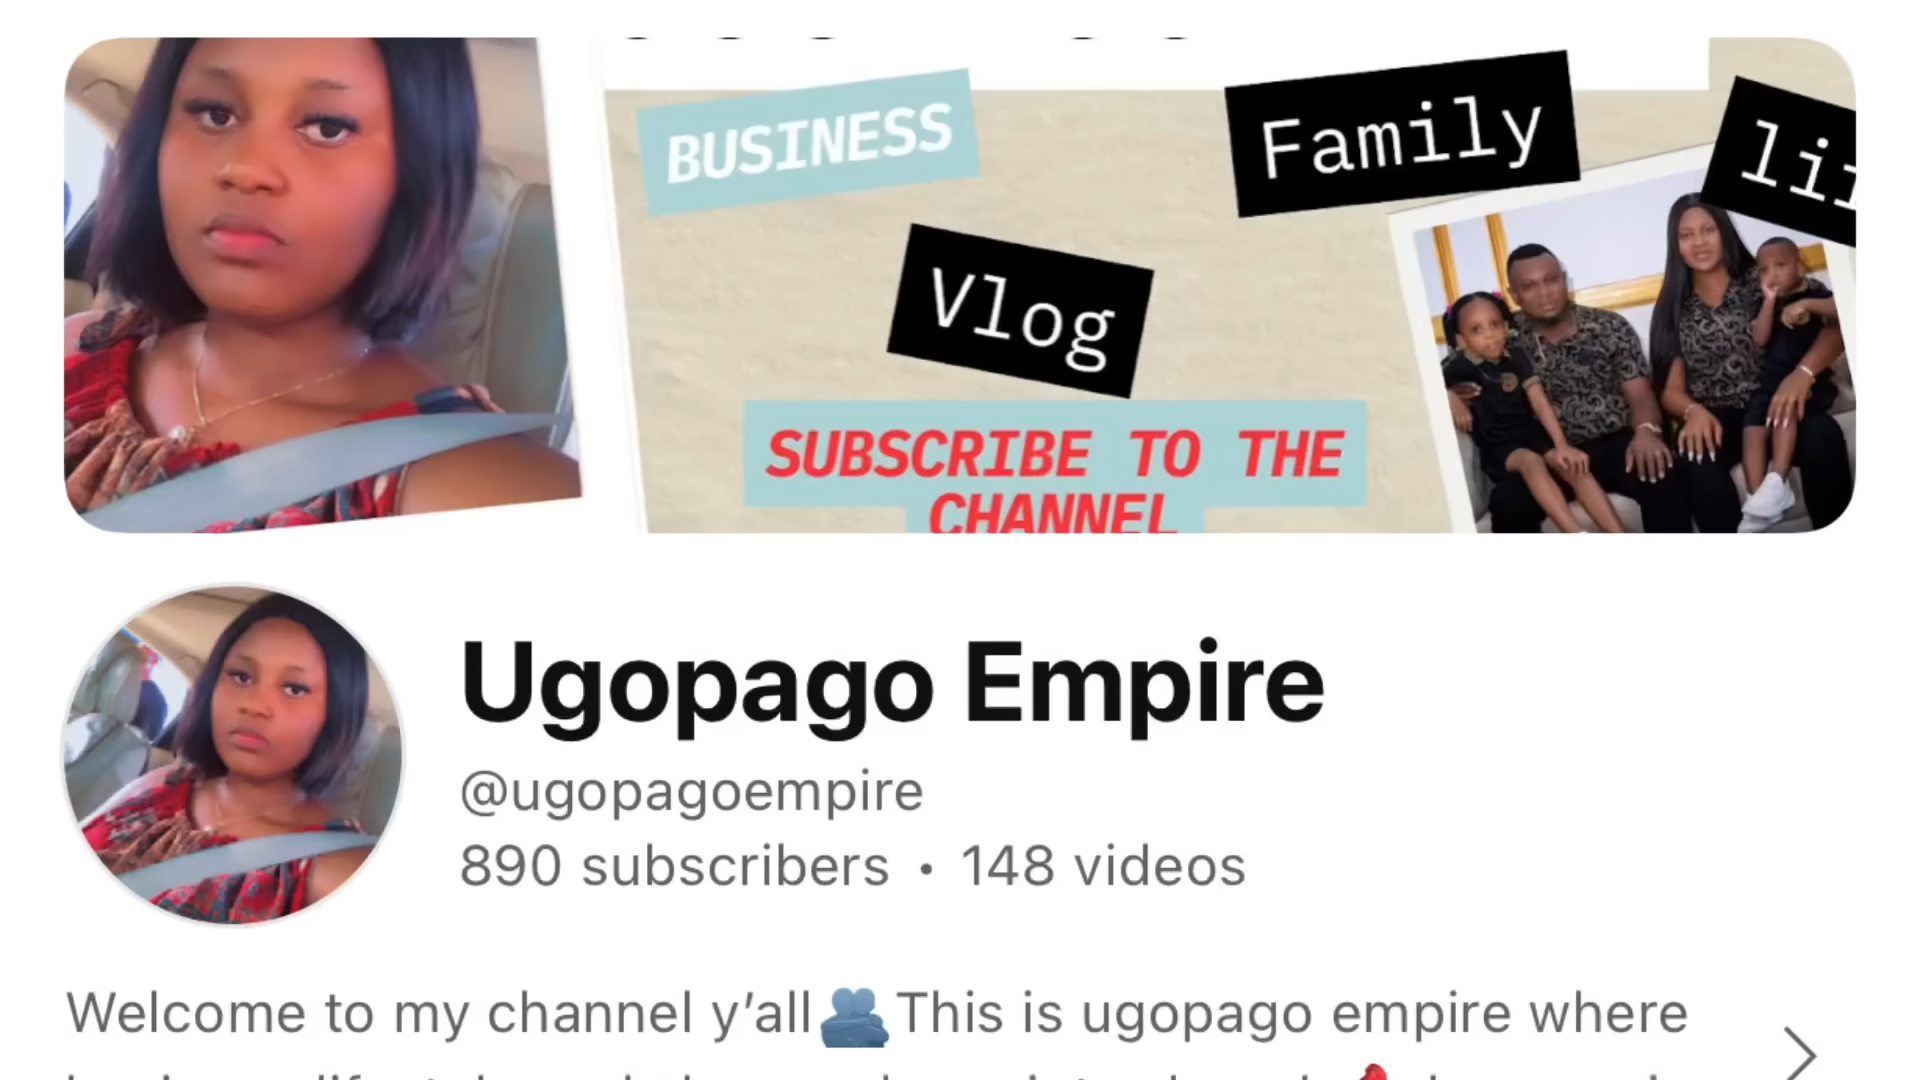 BUSINESS
Family
Vlog
SUBSCRIBE TO THE
CHANNEL
Ugopago Empire
@ugopagoempire
890 subscribers • 148 videos
Welcome to my channel y’all🫂This is ugopago empire where